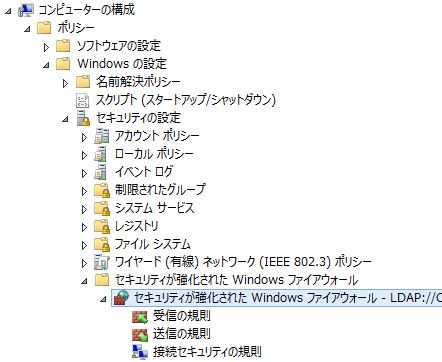 コンピューターの構成
ポリシー
ソフトウェアの設定
Windows の設定
名前解決ポリシー
スクリプト (スタートアップ/シャットダウン)
セキュリティの設定
アカウント ポリシー
ローカル ポリシー
イベント ログ
制限されたグループ
システム サービス
レジストリ
ファイル システム
ワイヤード (有線) ネットワーク (IEEE 802.3) ポリシー
セキュリティが強化された Windows ファイアウォール
セキュリティが強化された Windows ファイアウォール - LDAP://C
受信の規則
送信の規則
接続セキュリティの規則